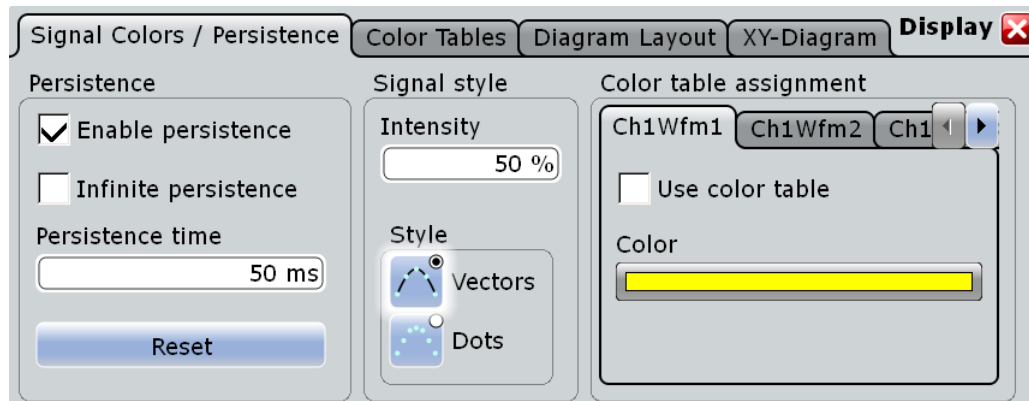 Signal Colors / Persistence
Color Tables
Diagram Layout
XY-Diagram
Display
Persistence
Enable persistence
Infinite persistence
Persistence time
50 ms
Reset
Signal style
Intensity
50 %
Style
Vectors
Dots
Color table assignment
Ch1Wfm1
Ch1Wfm2
Ch1
Use color table
Color